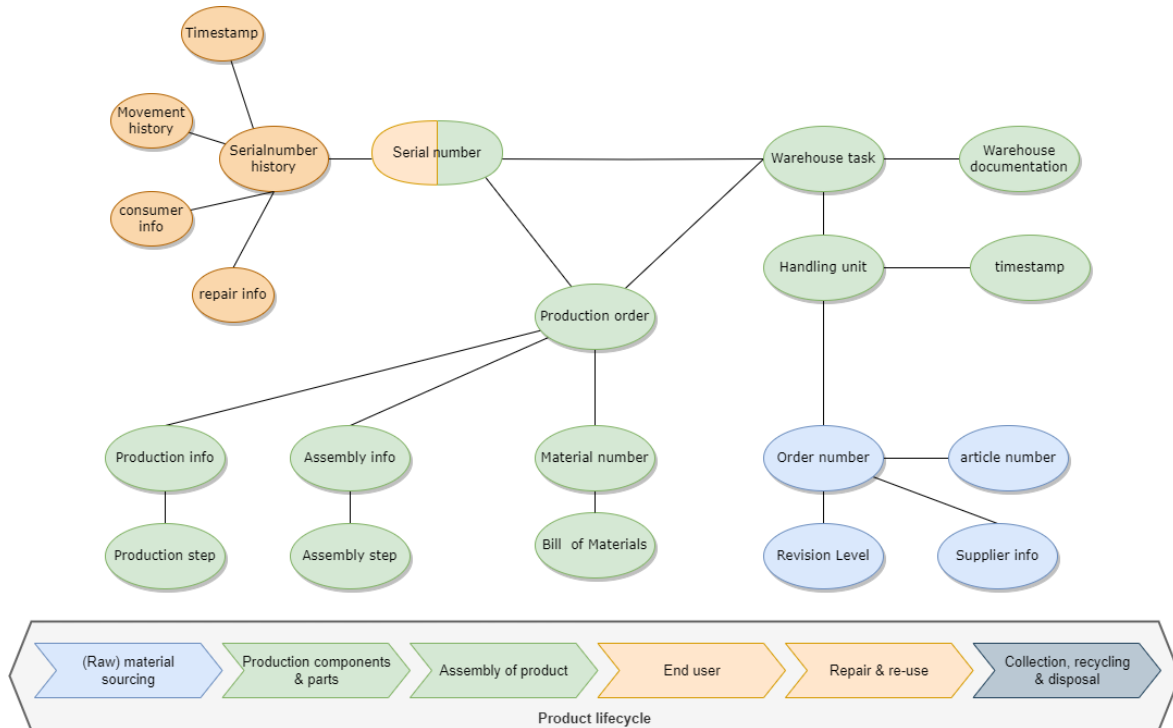 Timestamp
Movement
history
Serialnumber
history
Serial number
Warehouse task
Warehouse
documentation
consumer
info
repair info
Handling unit
timestamp
Production order
Production info
Assembly info
Material number
Order number
article number
Production step
Assembly step
Bill of Materials
Revision Level
Supplier info
(Raw) material
sourcing
Production components
& parts
Assembly of product
End user
Repair & re-use
Collection, recycling
& disposal
Product lifecycle